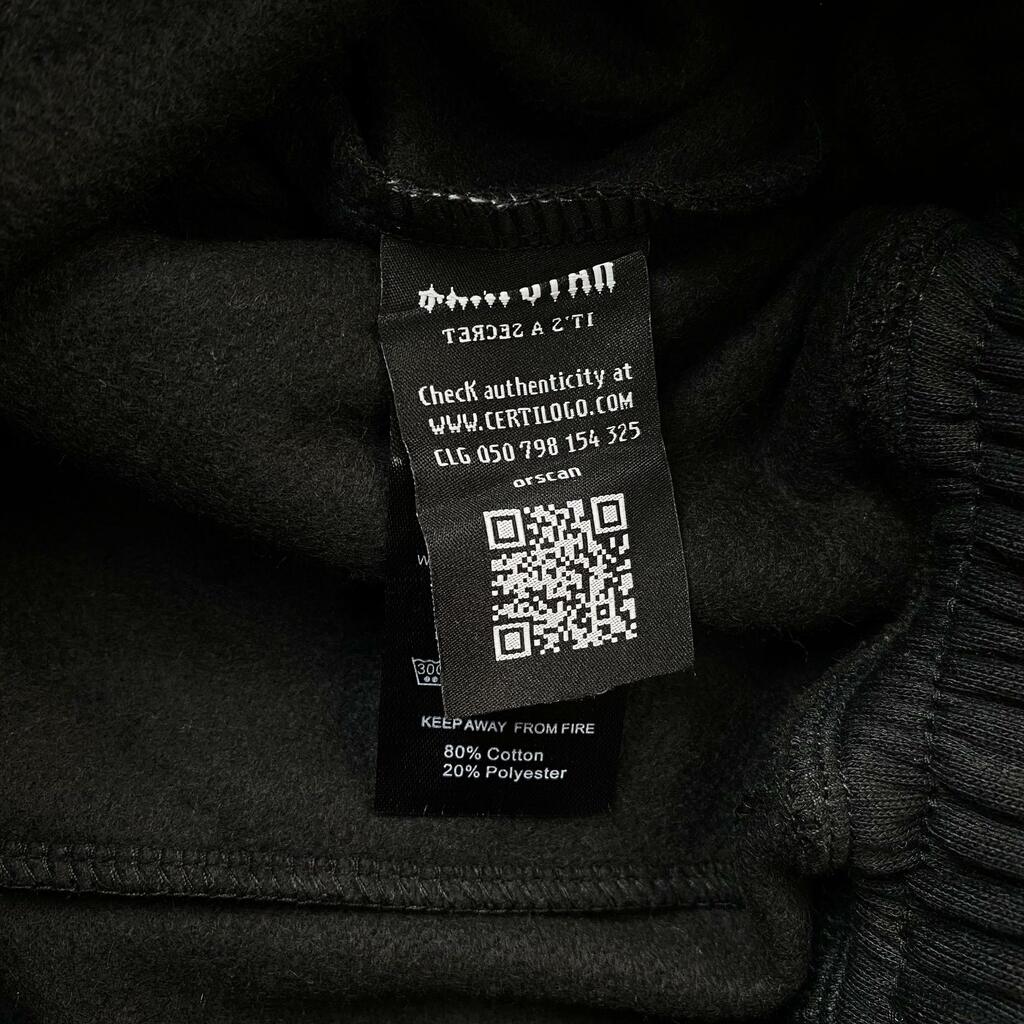 IT'S A SECRET
Check authenticity at
WWW.CERTILOGO.COM
CLG 050 798 154 325
orscan
KEEP AWAY FROM FIRE
80% Cotton
20% Polyester